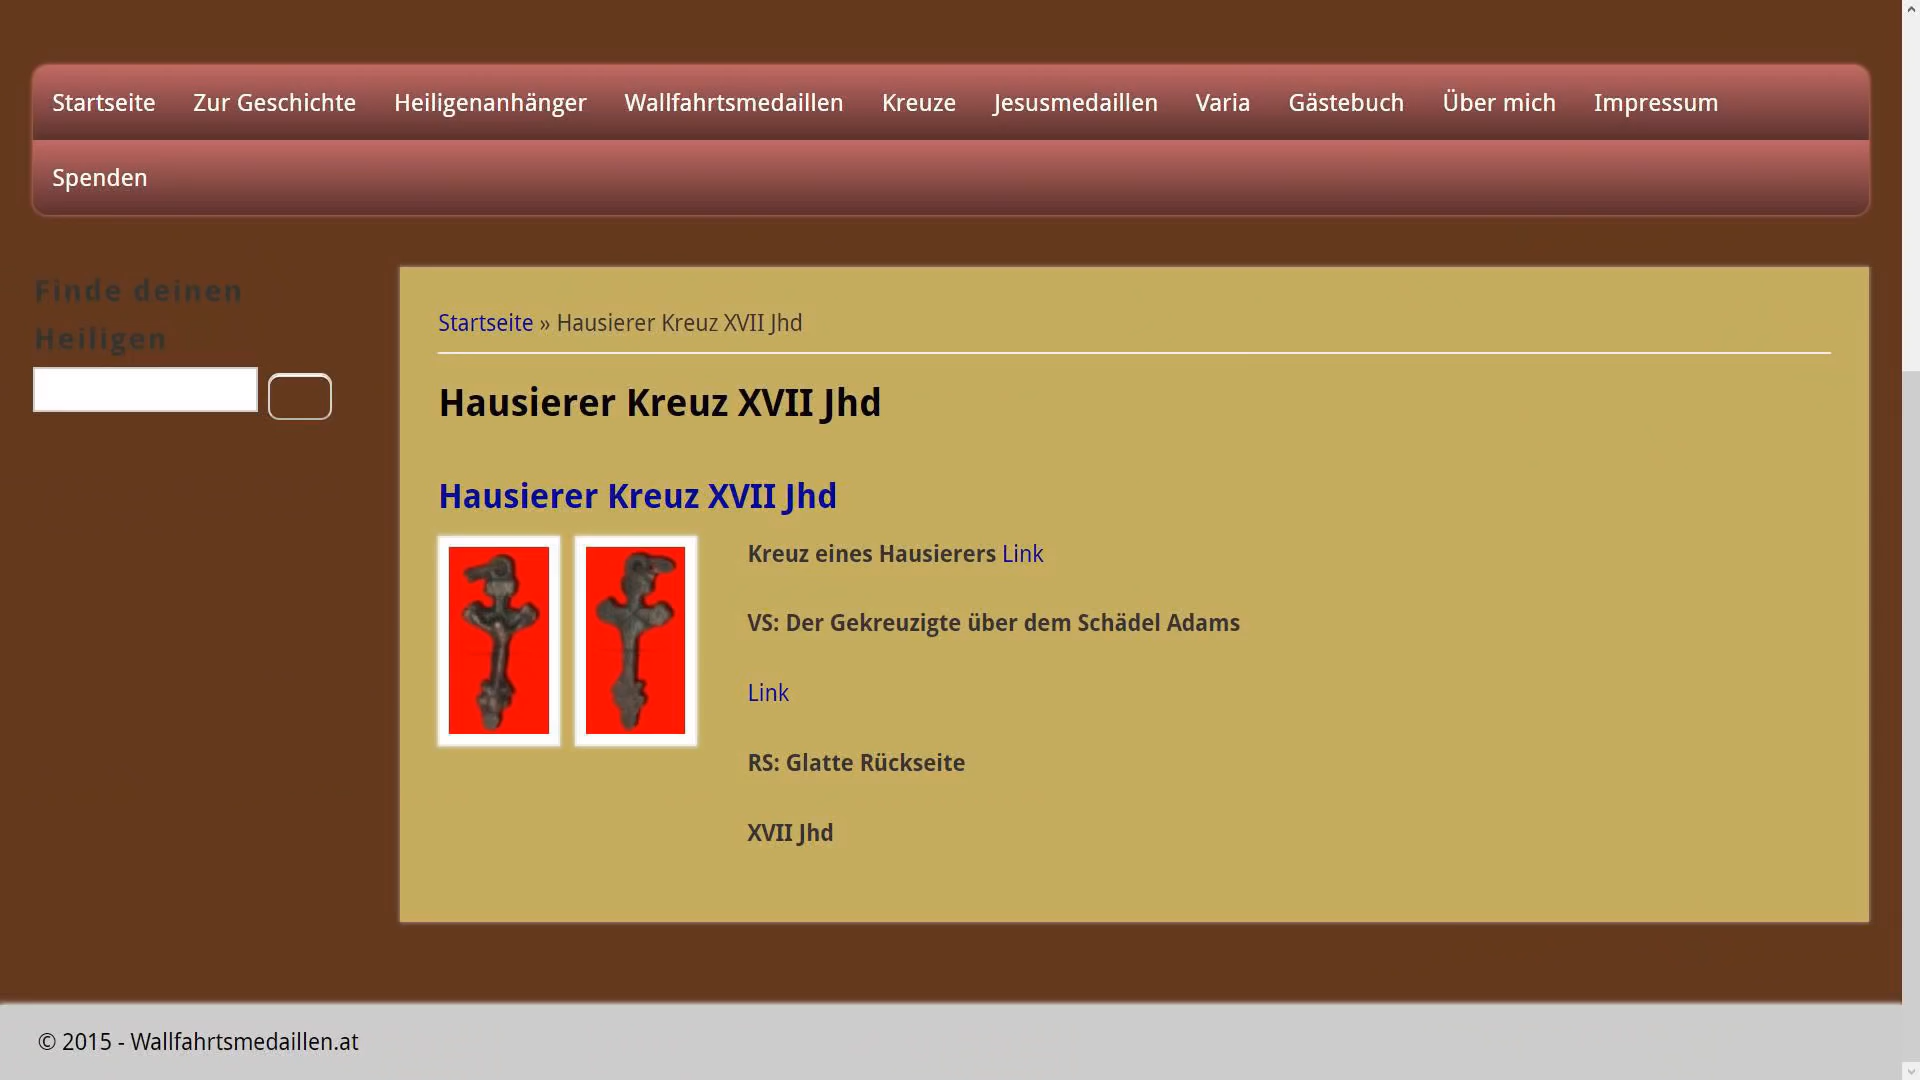 Startseite Zur Geschichte Heiligenanhänger Wallfahrtsmedaillen Kreuze Jesusmedaillen Varia Gästebuch Über mich Impressum
Spenden
Finde deinen
Heiligen
Startseite » Hausierer Kreuz XVII Jhd
Hausierer Kreuz XVII Jhd
Hausierer Kreuz XVII Jhd
Kreuz eines Hausierers Link
VS: Der Gekreuzigte über dem Schädel Adams
Link
RS: Glatte Rückseite
XVII Jhd
© 2015 - Wallfahrtsmedaillen.at